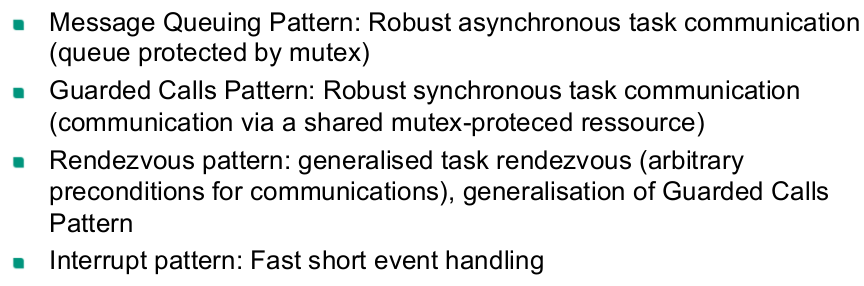 Message Queuing Pattern: Robust asynchronous task communication
(queue protected by mutex)
Guarded Calls Pattern: Robust synchronous task communication
(communication via a shared mutex-proteced ressource)
Rendezvous pattern: generalised task rendezvous (arbitrary
preconditions for communications), generalisation of Guarded Calls
Pattern
Interrupt pattern: Fast short event handling